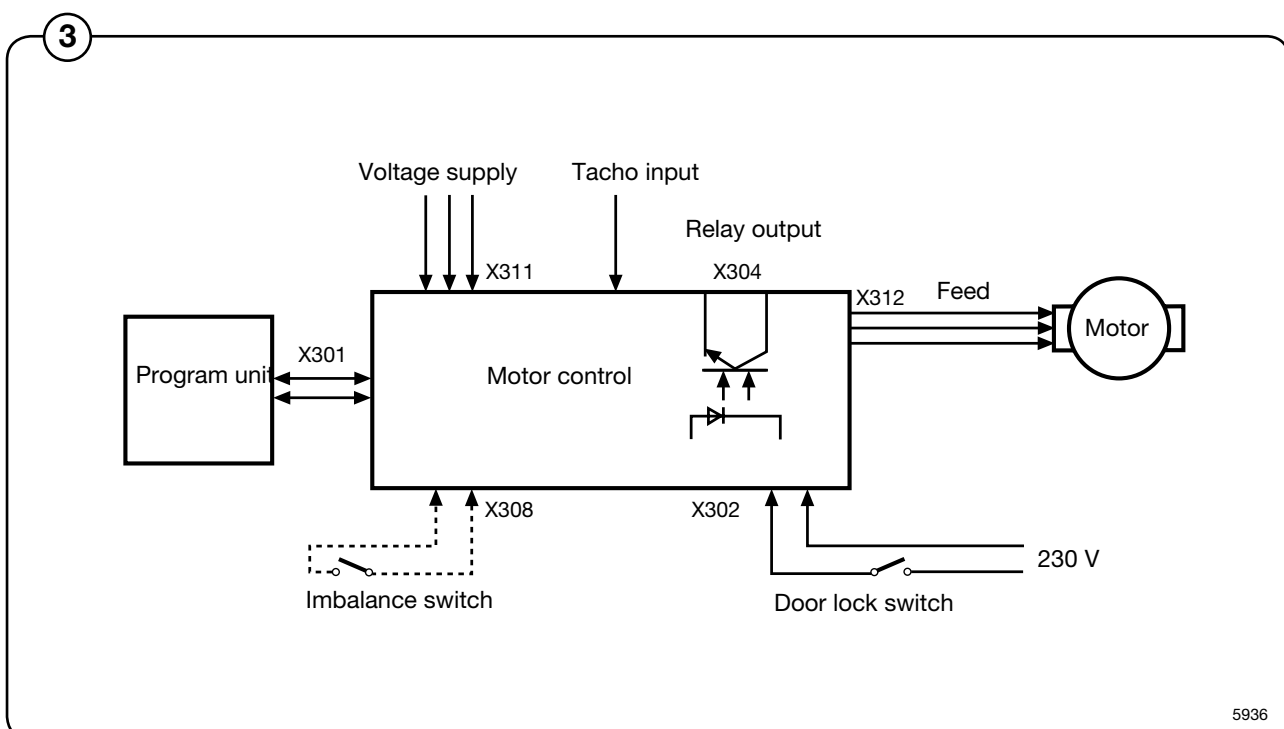 3
Voltage supply
Tacho input
Relay output
X311
X304
X312
Feed
Motor
X301
Program unit
Motor control
X308
X302
230 V
Imbalance switch
Door lock switch
5936